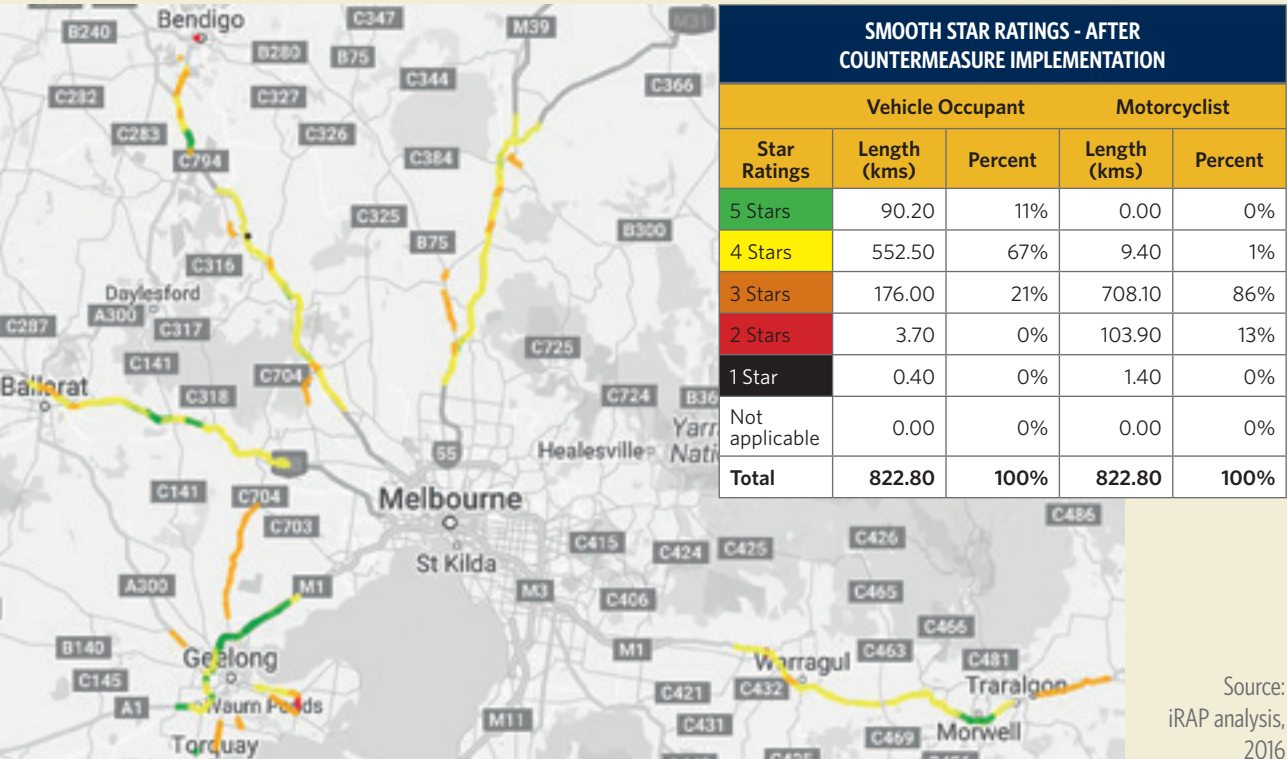 Bendigo
C347
M39
M31
B240
B280
B75
C344
C366
C282
C327
C283
C326
C794
C384
C325
B75
B300
C316
Daylesford
A300
C287
C317
C725
C141
Ballarat
C318
C704
C724
B36
Yarr
Nati
55
Healesville
C141
C704
Melbourne
C703
St Kilda
C415
C424
C425
C426
C486
A300
M1
M3
C406
C465
C466
B140
Geelong
M1
Warragul
C463
C481
C145
C421
C432
Traralgon
A1
Waurn Ponds
M11
C431
C469
Morwell
Torquay
SMOOTH STAR RATINGS - AFTER
COUNTERMEASURE IMPLEMENTATION
Vehicle Occupant Motorcyclist
Star Ratings Length (kms) Percent Length (kms) Percent
5 Stars 90.20 11% 0.00 0%
4 Stars 552.50 67% 9.40 1%
3 Stars 176.00 21% 708.10 86%
2 Stars 3.70 0% 103.90 13%
1 Star 0.40 0% 1.40 0%
Not applicable 0.00 0% 0.00 0%
Total 822.80 100% 822.80 100%
Source:
iRAP analysis,
2016